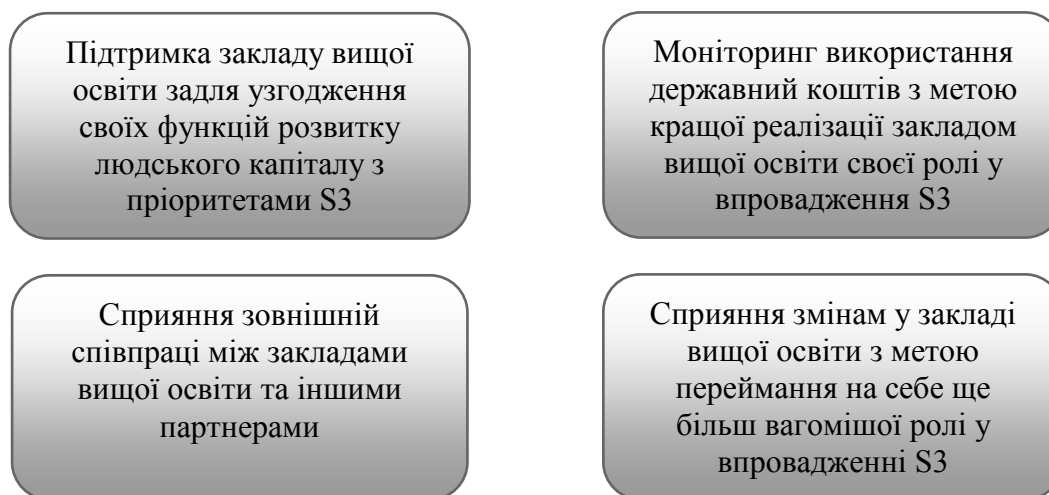 Підтримка закладу вищої
освіти задля узгодження
своїх функцій розвитку
людського капіталу з
пріоритетами S3
Моніторинг використання
державний коштів з метою
кращої реалізації закладом
вищої освіти своєї ролі у
впровадження S3
Сприяння зовнішній
співпраці між закладами
вищої освіти та іншими
партнерами
Сприяння змінам у закладі
вищої освіти з метою
переймання на себе ще
більш вагомішої ролі у
впровадженні S3